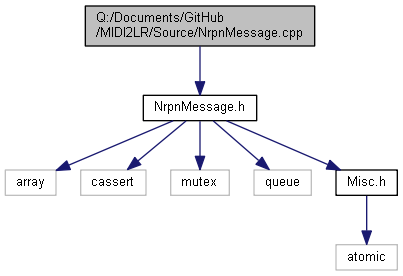 Q:/Documents/GitHub
/MIDI2LR/Source/NrpnMessage.cpp
NrpnMessage.h
array
cassert
mutex
queue
Misc.h
atomic